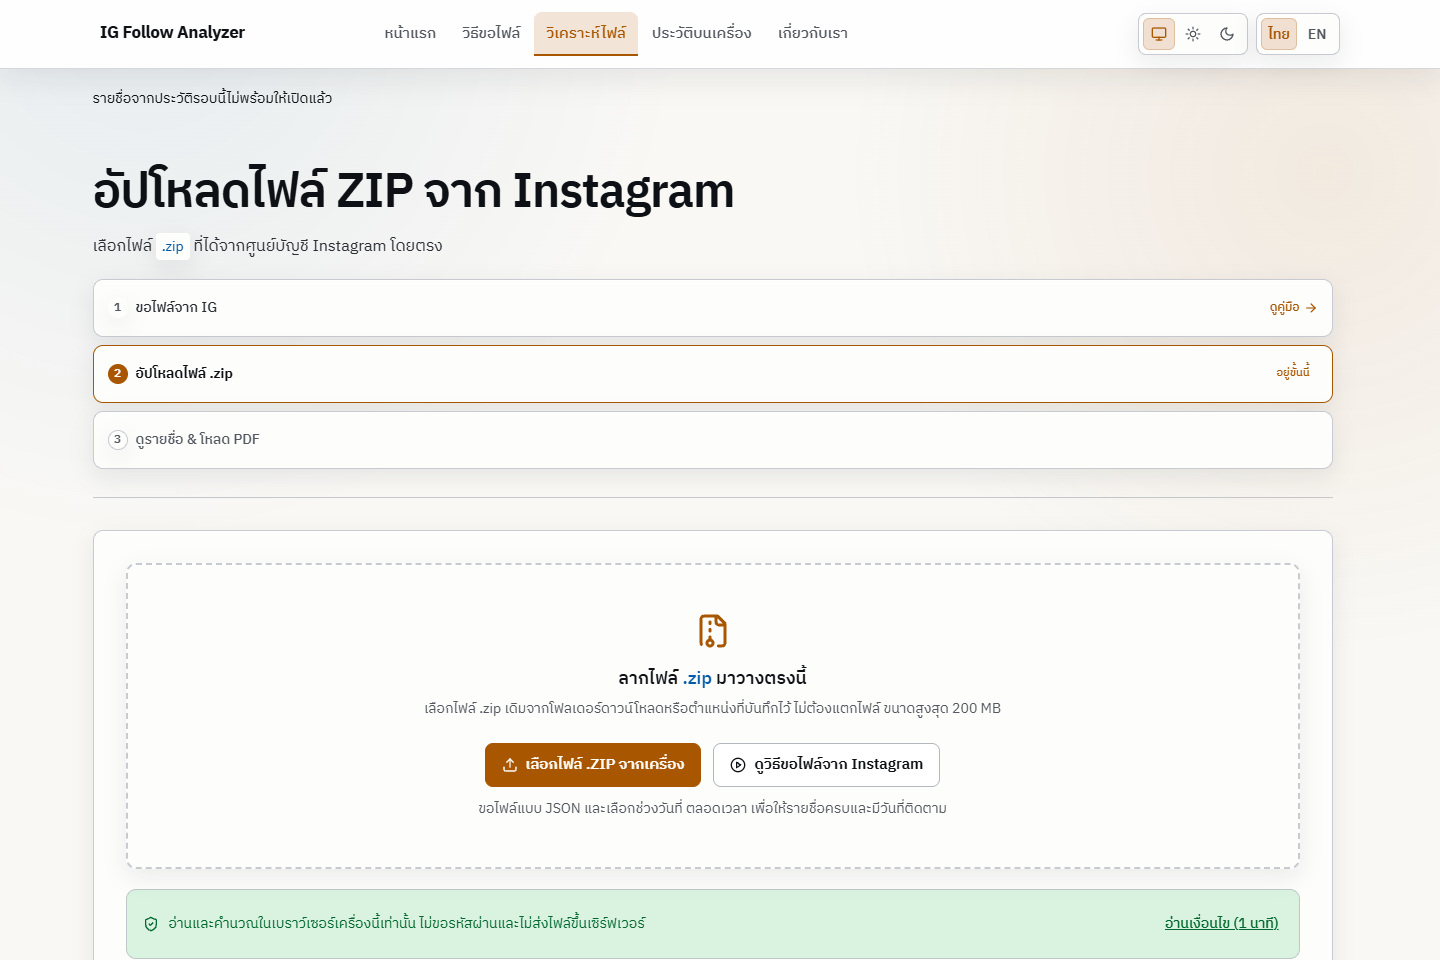 IG Follow Analyzer
หน้าแรก
วิธีขอไฟล์
วิเคราะห์ไฟล์
ประวัติบนเครื่อง
เกี่ยวกับเรา
ไทย
EN
รายชื่อจากประวัติรอบนี้ไม่พร้อมให้เปิดแล้ว
อัปโหลดไฟล์ ZIP จาก Instagram
เลือกไฟล์ .zip ที่ได้จากศูนย์บัญชี Instagram โดยตรง
1 ขอไฟล์จาก IG
ดูคู่มือ →
2 อัปโหลดไฟล์ .zip
อยู่ขั้นนี้
3 ดูรายชื่อ & โหลด PDF
ลากไฟล์ .zip มาวางตรงนี้
เลือกไฟล์ .zip เดิมจากโฟลเดอร์ดาวน์โหลดหรือตำแหน่งที่บันทึกไว้ ไม่ต้องแตกไฟล์ ขนาดสูงสุด 200 MB
เลือกไฟล์ .ZIP จากเครื่อง
ดูวิธีขอไฟล์จาก Instagram
ขอไฟล์แบบ JSON และเลือกช่วงวันที่ ตลอดเวลา เพื่อให้รายชื่อครบและมีวันที่ติดตาม
อ่านและคำนวณในเบราว์เซอร์เครื่องนี้เท่านั้น ไม่ขอรหัสผ่านและไม่ส่งไฟล์ขึ้นเซิร์ฟเวอร์
อ่านเงื่อนไข (1 นาที)